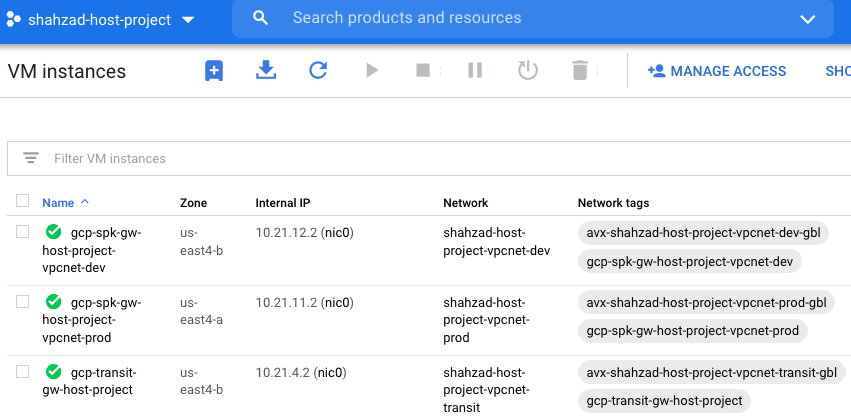 shahzad-host-project
Search products and resources
VM instances
MANAGE ACCESS
SHO
Filter VM instances
Name Zone Internal IP Network Network tags
gcp-spk-gw-
host-project-
vpcnet-dev
us-
east4-b
10.21.12.2 (nic0)
shahzad-host-
project-vpcnet-dev
avx-shahzad-host-project-vpcnet-dev-gbl
gcp-spk-gw-host-project-vpcnet-dev
gcp-spk-gw-
host-project-
vpcnet-prod
us-
east4-a
10.21.11.2 (nic0)
shahzad-host-
project-vpcnet-
prod
avx-shahzad-host-project-vpcnet-prod-gbl
gcp-spk-gw-host-project-vpcnet-prod
gcp-transit-
gw-host-project
us-
east4-b
10.21.4.2 (nic0)
shahzad-host-
project-vpcnet-
transit
avx-shahzad-host-project-vpcnet-transit-gbl
gcp-transit-gw-host-project